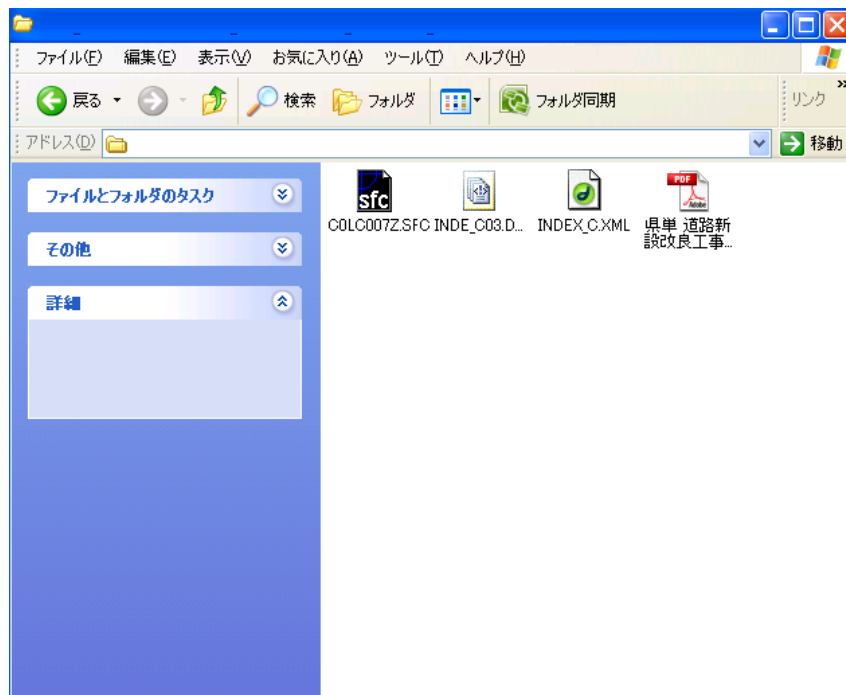 ファイル(F) 編集(E) 表示(V) お気に入り(A) ツール(T) ヘルプ(H)
戻る 検索 フォルダ フォルダ同期 リンク »
アドレス(D) 移動
ファイルとフォルダのタスク
その他
詳細
sfc
C0LC007Z.SFC INDE_C03.D... INDEX_C.XML
PDF
Adobe
県単 道路新
設改良工事...